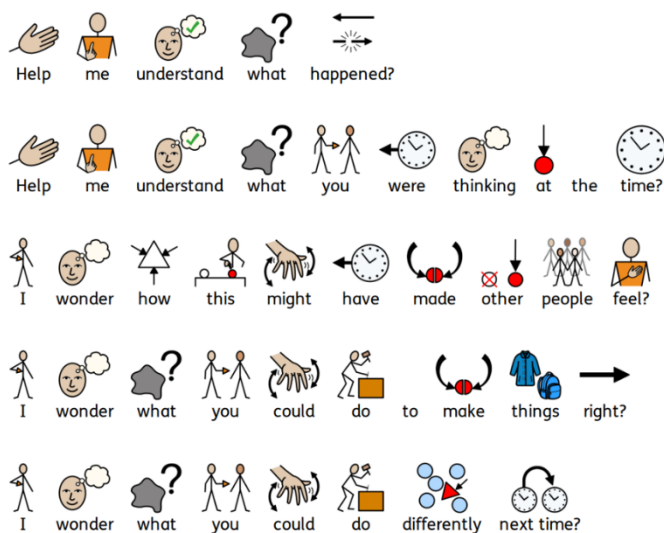 Help me understand what happened?
Help me understand what you were thinking at the time?
I wonder how this might have made other people feel?
I wonder what you could do to make things right?
I wonder what you could do differently next time?